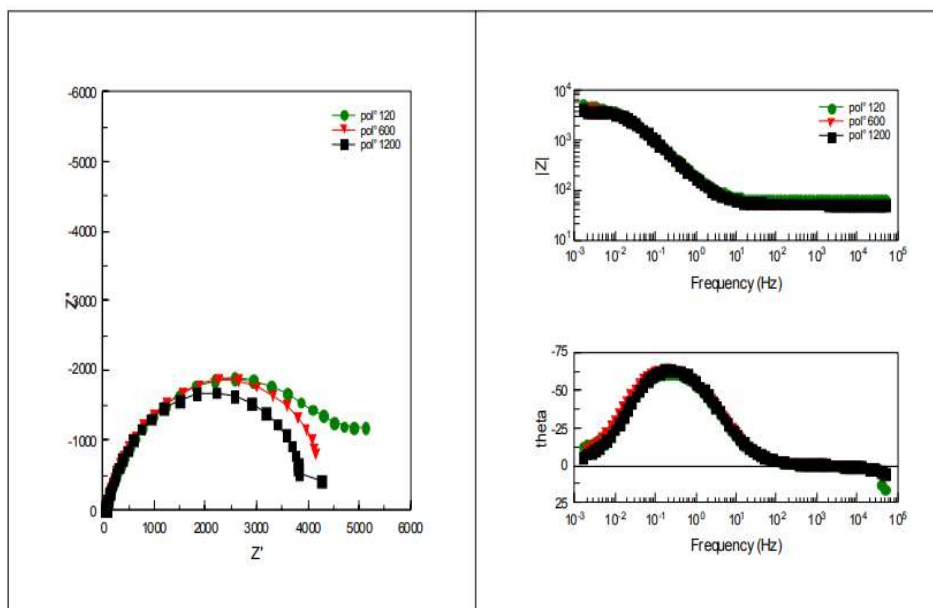 -6000
pol° 120
pol° 600
pol° 1200
-5000
-4000
-3000
Z''
-2000
-1000
0
0 1000 2000 3000 4000 5000 6000
Z'
10⁴
pol° 120
pol° 600
pol° 1200
10³
|Z|
10²
10¹
10⁻³ 10⁻² 10⁻¹ 10⁰ 10¹ 10² 10³ 10⁴ 10⁵
Frequency (Hz)
-75
-50
theta
-25
0
25
10⁻³ 10⁻² 10⁻¹ 10⁰ 10¹ 10² 10³ 10⁴ 10⁵
Frequency (Hz)